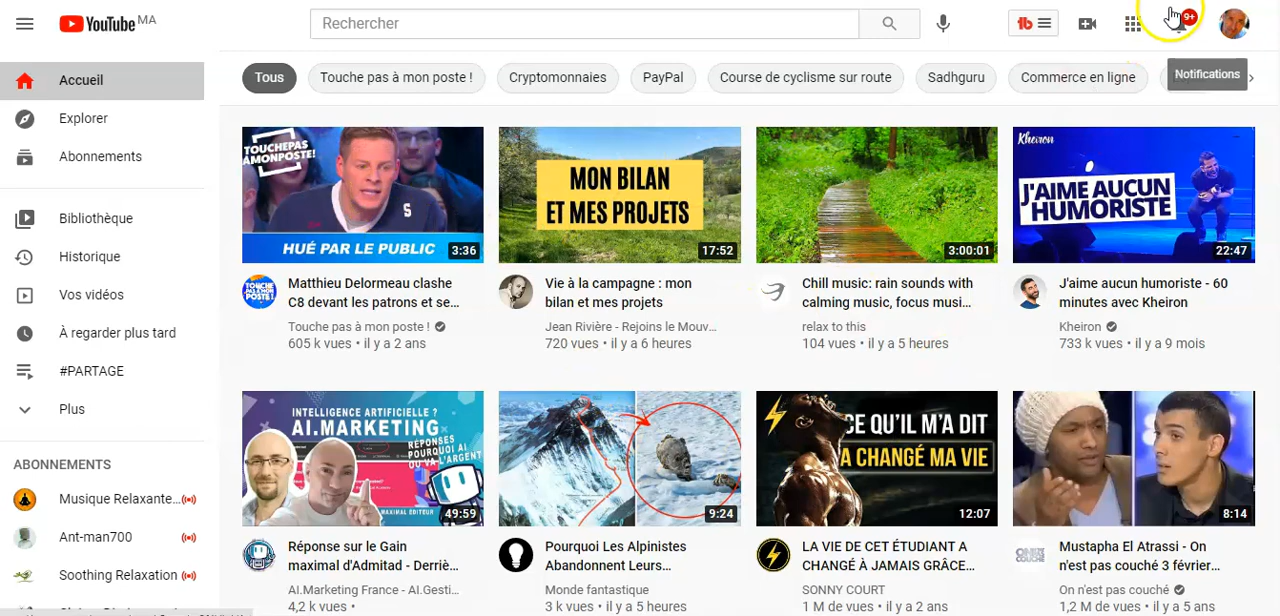 YouTube MA
Rechercher
9+
Accueil
Explorer
Abonnements
Bibliothèque
Historique
Vos vidéos
À regarder plus tard
#PARTAGE
Plus
ABONNEMENTS
Musique Relaxante...
Ant-man700
Soothing Relaxation
Tous
Touche pas à mon poste !
Cryptomonnaies
PayPal
Course de cyclisme sur route
Sadhguru
Commerce en ligne
Notifications
TOUCHEPAS
AMONPOSTE!
S
HUÉ PAR LE PUBLIC
3:36
Matthieu Delormeau clashe
C8 devant les patrons et se...
Touche pas à mon poste !
605 k vues • il y a 2 ans
MON BILAN
ET MES PROJETS
17:52
Vie à la campagne : mon
bilan et mes projets
Jean Rivière - Rejoins le Mouv...
720 vues • il y a 6 heures
3:00:01
Chill music: rain sounds with
calming music, focus musi...
relax to this
104 vues • il y a 5 heures
Kheiron
J'AIME AUCUN
HUMORISTE
22:47
J'aime aucun humoriste - 60
minutes avec Kheiron
Kheiron
733 k vues • il y a 9 mois
INTELLIGENCE ARTIFICIELLE ?
AI.MARKETING
RÉPONSES
POURQUOI AI
OU VA L'ARGENT
MAXIMAL EDITEUR
49:59
Réponse sur le Gain
maximal d'Admitad - Derriè...
AI.Marketing France - AI.Gesti...
4,2 k vues •
9:24
Pourquoi Les Alpinistes
Abandonnent Leurs...
Monde fantastique
3 k vues • il y a 5 heures
CE QU'IL M'A DIT
A CHANGÉ MA VIE
12:07
LA VIE DE CET ÉTUDIANT A
CHANGÉ À JAMAIS GRÂCE...
SONNY COURT
1 M de vues • il y a 2 ans
8:14
Mustapha El Atrassi - On
n'est pas couché 3 février...
On n'est pas couché
1,2 M de vues • il y a 5 ans